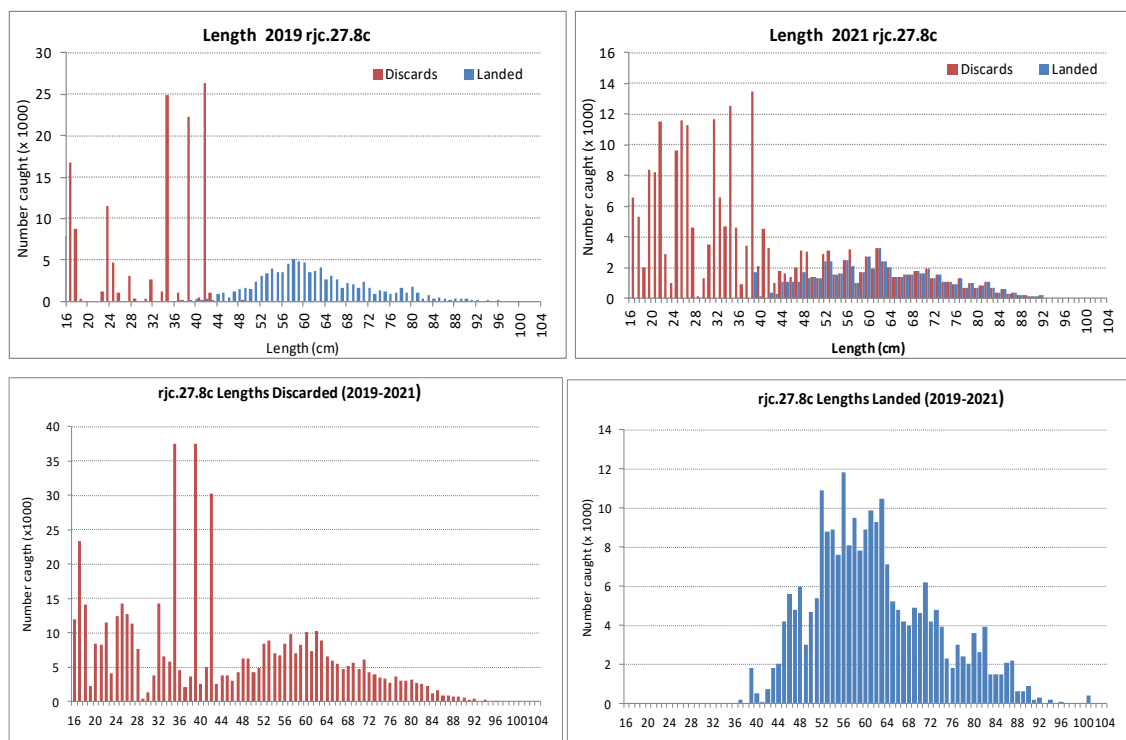 Length 2019 rjc.27.8c
Discards Landed
Number caught (x 1000)
30
25
20
15
10
5
0
16 20 24 28 32 36 40 44 48 52 56 60 64 68 72 76 80 84 88 92 96 100 104
Length (cm)
Length 2021 rjc.27.8c
Discards Landed
Number caught (x 1000)
16
14
12
10
8
6
4
2
0
16 20 24 28 32 36 40 44 48 52 56 60 64 68 72 76 80 84 88 92 96 100 104
Length (cm)
rjc.27.8c Lengths Discarded (2019-2021)
Number caugth (x1000)
40
35
30
25
20
15
10
5
0
16 20 24 28 32 36 40 44 48 52 56 60 64 68 72 76 80 84 88 92 96 100 104
rjc.27.8c Lengths Landed (2019-2021)
Number caught (x 1000)
14
12
10
8
6
4
2
0
16 20 24 28 32 36 40 44 48 52 56 60 64 68 72 76 80 84 88 92 96 100 104